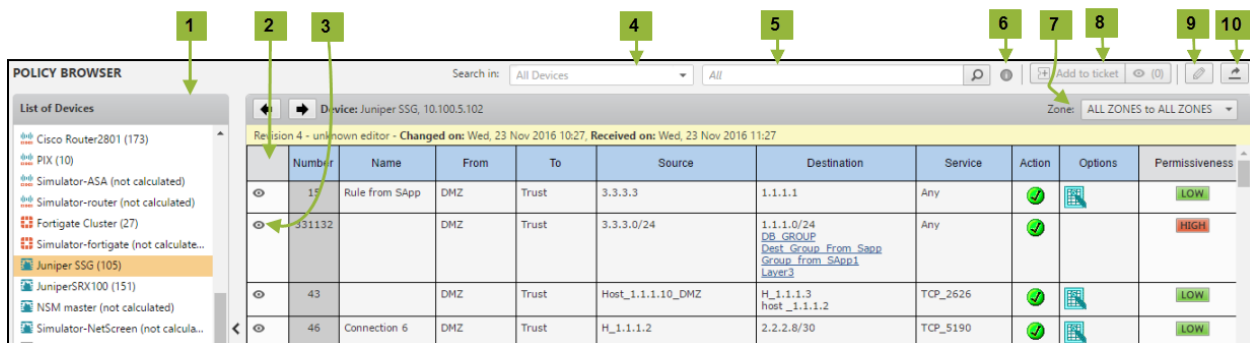 1
2
3
4
5
6
7
8
9
10
POLICY BROWSER
Search in:
All Devices
All
Add to ticket
(0)
List of Devices
Device: Juniper SSG, 10.100.5.102
Zone:
ALL ZONES to ALL ZONES
Cisco Router2801 (173)
PIX (10)
Simulator-ASA (not calculated)
Simulator-router (not calculated)
Fortigate Cluster (27)
Simulator-fortigate (not calculate...
Juniper SSG (105)
JuniperSRX100 (151)
NSM master (not calculated)
Simulator-NetScreen (not calcula...
Revision 4 - unknown editor - Changed on: Wed, 23 Nov 2016 10:27, Received on: Wed, 23 Nov 2016 11:27
Number Name From To Source Destination Service Action Options Permissiveness
15 Rule from SApp DMZ Trust 3.3.3.3 1.1.1.1 Any LOW
331132 DMZ Trust 3.3.3.0/24 1.1.1.0/24 Any HIGH
DB_GROUP
Dest_Group_From_Sapp
Group_from_SApp1
Layer3
43 DMZ Trust Host_1.1.1.10_DMZ H_1.1.1.3 TCP_2626 LOW
host _1.1.1.2
46 Connection 6 DMZ Trust H_1.1.1.2 2.2.2.8/30 TCP_5190 LOW